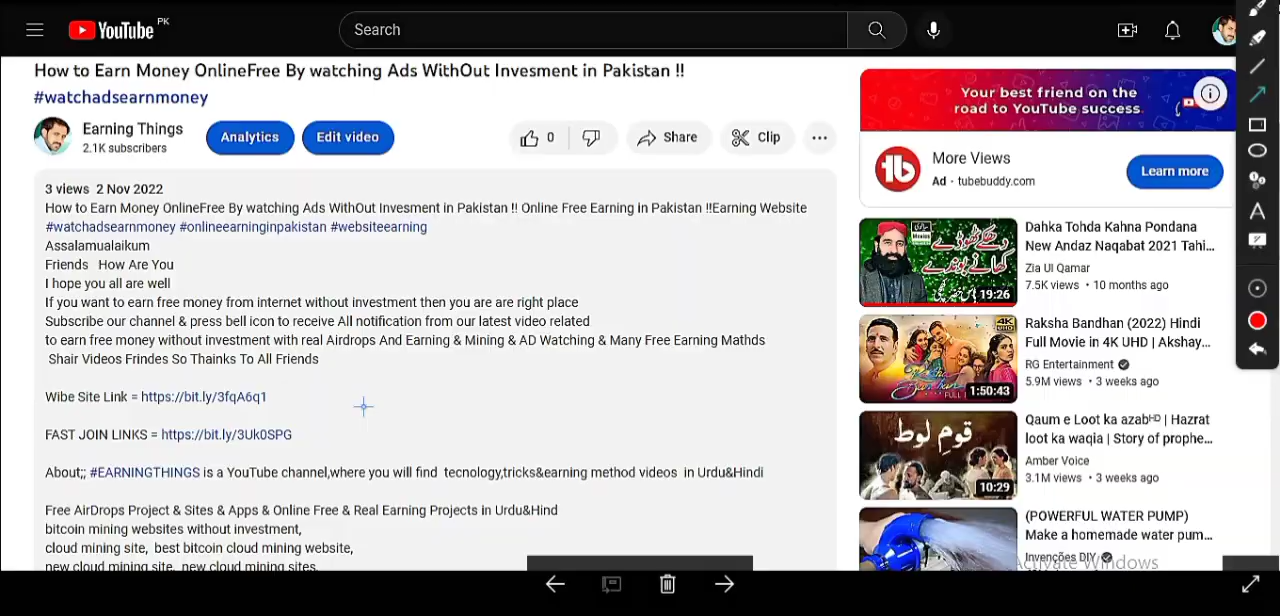 YouTube PK
Search
How to Earn Money OnlineFree By watching Ads WithOut Invesment in Pakistan !!
#watchadsearnmoney
Earning Things
2.1K subscribers
Analytics
Edit video
0
Share
Clip
3 views 2 Nov 2022
How to Earn Money OnlineFree By watching Ads WithOut Invesment in Pakistan !! Online Free Earning in Pakistan !!Earning Website
#watchadsearnmoney #onlineearninginpakistan #websiteearning
Assalamualaikum
Friends How Are You
I hope you all are well
If you want to earn free money from internet without investment then you are are right place
Subscribe our channel & press bell icon to receive All notification from our latest video related
to earn free money without investment with real Airdrops And Earning & Mining & AD Watching & Many Free Earning Mathds
Shair Videos Frindes So Thainks To All Friends
Wibe Site Link = https://bit.ly/3fqA6q1
FAST JOIN LINKS = https://bit.ly/3Uk0SPG
About;; #EARNINGTHINGS is a YouTube channel,where you will find tecnology,tricks&earning method videos in Urdu&Hindi
Free AirDrops Project & Sites & Apps & Online Free & Real Earning Projects in Urdu&Hind
bitcoin mining websites without investment,
cloud mining site, best bitcoin cloud mining website,
new cloud mining site, new cloud mining sites,
Your best friend on the
road to YouTube success.
More Views
Ad · tubebuddy.com
Learn more
دھکے تھوڑے
کھانے پوندے
19:26
Dahka Tohda Kahna Pondana
New Andaz Naqabat 2021 Tahi...
Zia Ul Qamar
7.5K views · 10 months ago
4K
UHD
1:50:43
Raksha Bandhan (2022) Hindi
Full Movie in 4K UHD | Akshay...
RG Entertainment
5.9M views · 3 weeks ago
قومِ لوط
10:29
Qaum e Loot ka azab HD | Hazrat
loot ka waqia | Story of prophe...
Amber Voice
3.1M views · 3 weeks ago
(POWERFUL WATER PUMP)
Make a homemade water pum...
Invenções DIY
Activate Windows
A